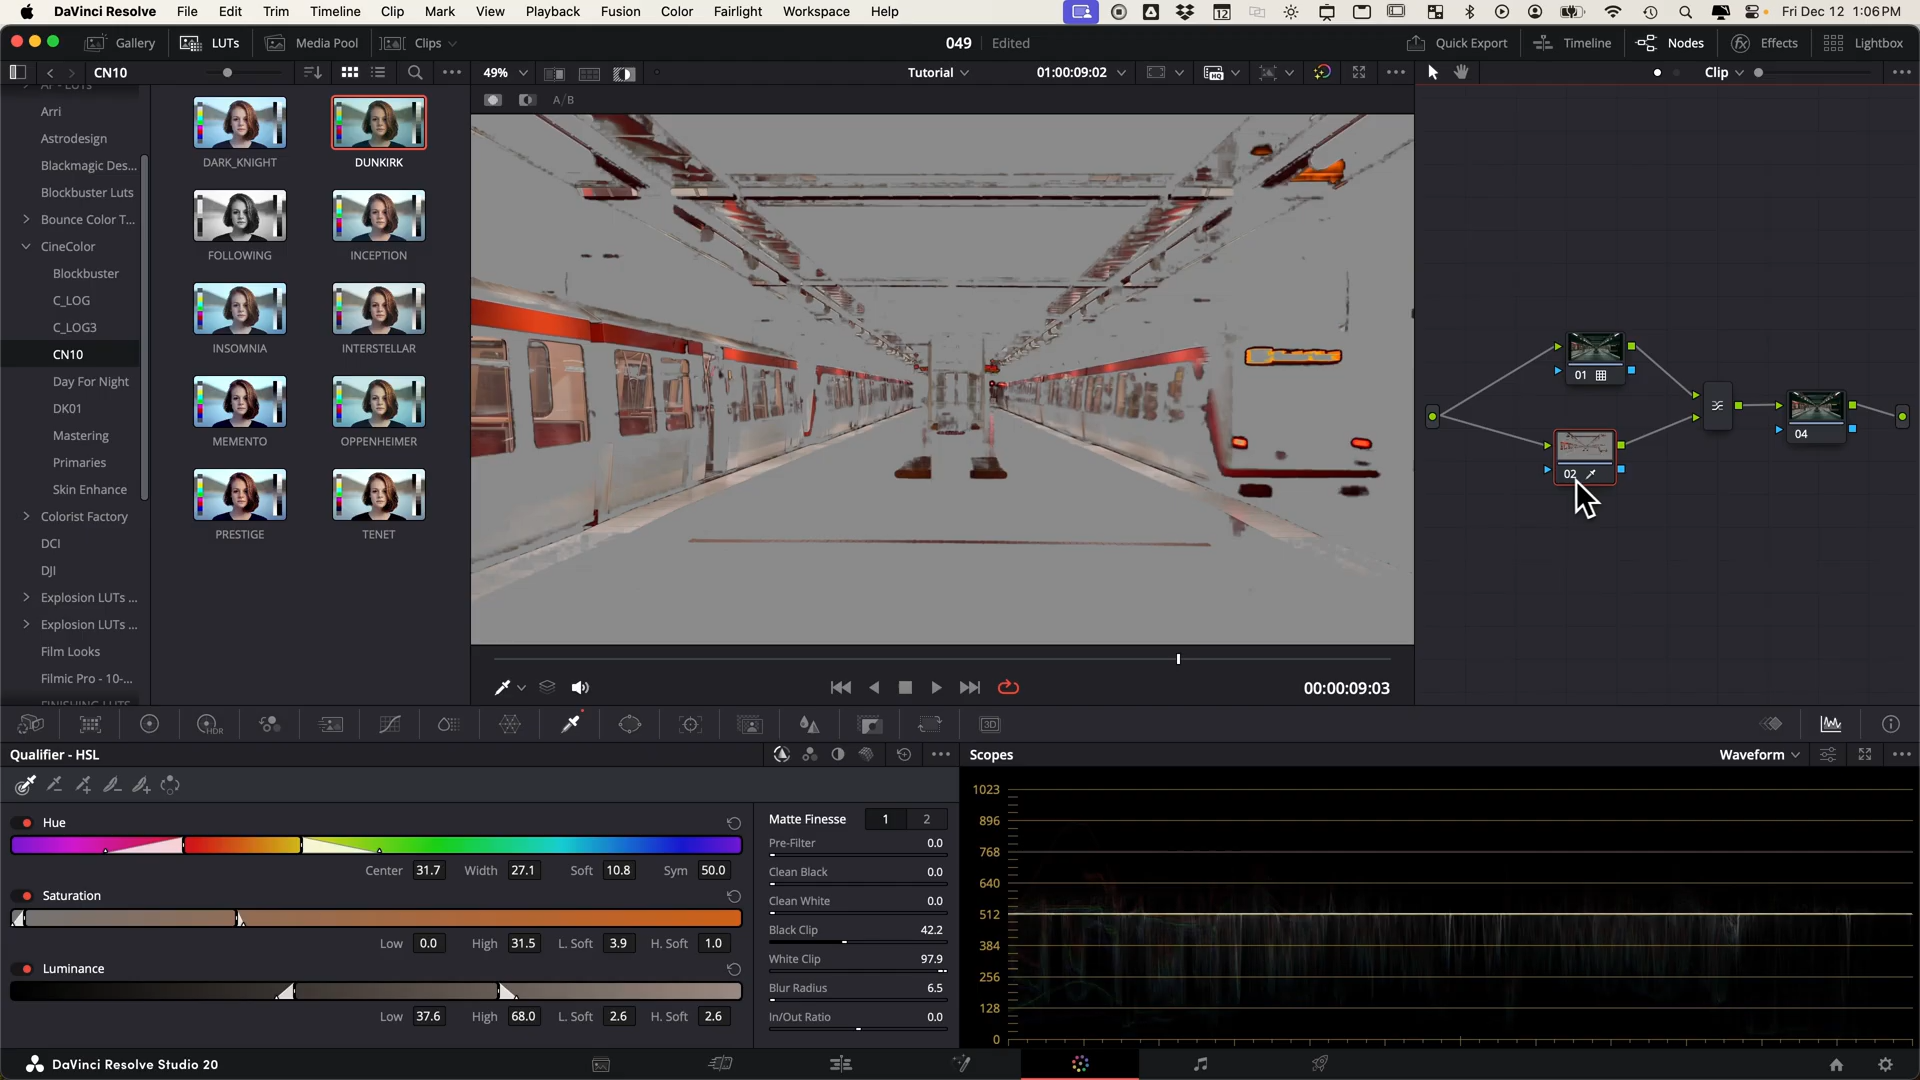 DaVinci Resolve File Edit Trim Timeline Clip Mark View Playback Fusion Color Fairlight Workspace Help 12 Fri Dec 12 1:06 PM
Gallery LUTs Media Pool Clips 049 Edited Quick Export Timeline Nodes Effects Lightbox
CN10 49% Tutorial 01:00:09:02 HQ Clip
A/B
Arri
Astrodesign
Blackmagic Des...
Blockbuster Luts
Bounce Color T...
CineColor
Blockbuster
C_LOG
C_LOG3
CN10
Day For Night
DK01
Mastering
Primaries
Skin Enhance
Colorist Factory
DCI
DJI
Explosion LUTs ...
Explosion LUTs ...
Film Looks
Filmic Pro - 10-...
DARK_KNIGHT DUNKIRK
FOLLOWING INCEPTION
INSOMNIA INTERSTELLAR
MEMENTO OPPENHEIMER
PRESTIGE TENET
01
02
04
00:00:09:03
HDR 3D
Qualifier - HSL
Hue
Center 31.7 Width 27.1 Soft 10.8 Sym 50.0
Saturation
Low 0.0 High 31.5 L. Soft 3.9 H. Soft 1.0
Luminance
Low 37.6 High 68.0 L. Soft 2.6 H. Soft 2.6
Matte Finesse 1 2
Pre-Filter 0.0
Clean Black 0.0
Clean White 0.0
Black Clip 42.2
White Clip 97.9
Blur Radius 6.5
In/Out Ratio 0.0
Scopes Waveform
1023
896
768
640
512
384
256
128
0
DaVinci Resolve Studio 20